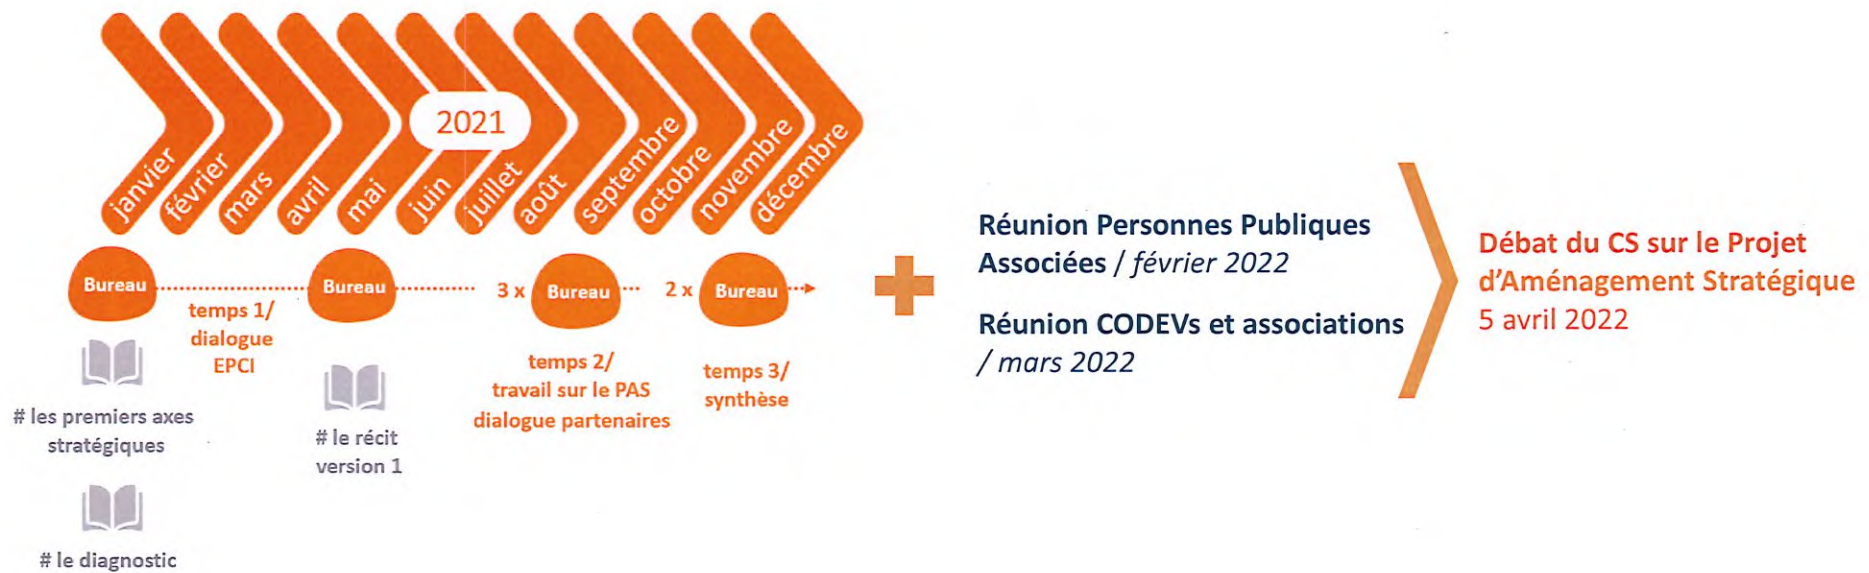 2021
janvier
février
mars
avril
mai
juin
juillet
août
septembre
octobre
novembre
décembre
Bureau
temps 1/
dialogue
EPCI
Bureau
3 x Bureau
2 x Bureau
# les premiers axes
stratégiques
# le diagnostic
# le récit
version 1
temps 2/
travail sur le PAS
dialogue partenaires
temps 3/
synthèse
Réunion Personnes Publiques
Associées / février 2022
Réunion CODEVs et associations
/ mars 2022
Débat du CS sur le Projet
d'Aménagement Stratégique
5 avril 2022